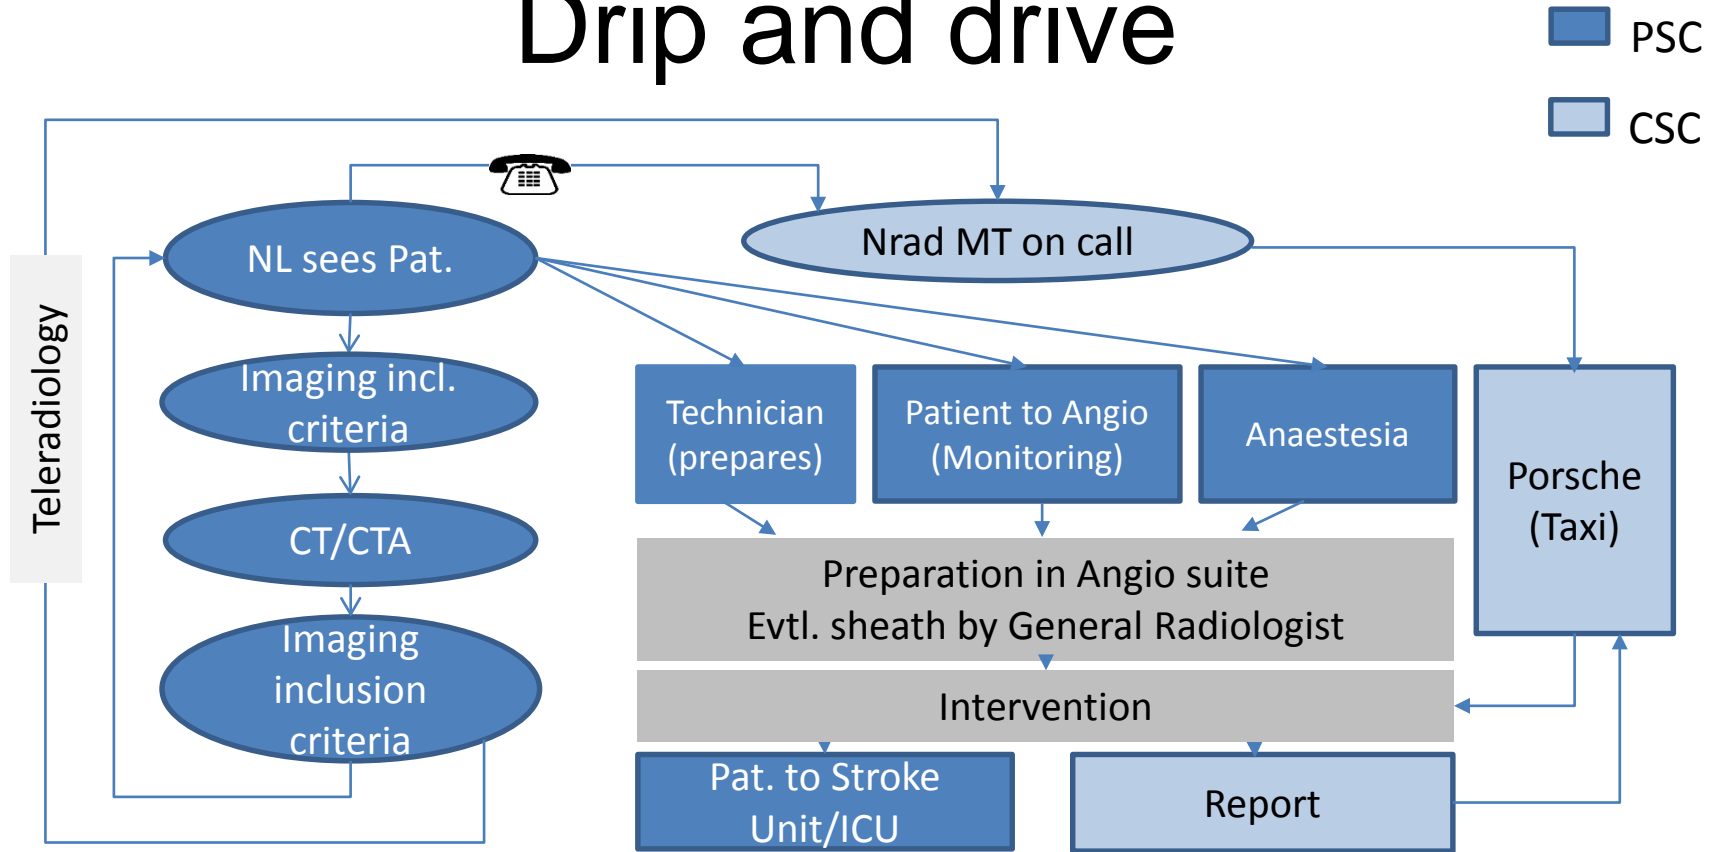 Drip and drive
PSC
CSC
Teleradiology
NL sees Pat.
Nrad MT on call
Imaging incl.
criteria
CT/CTA
Imaging
inclusion
criteria
Technician
(prepares)
Patient to Angio
(Monitoring)
Anaestesia
Porsche
(Taxi)
Preparation in Angio suite
Evtl. sheath by General Radiologist
Intervention
Pat. to Stroke
Unit/ICU
Report